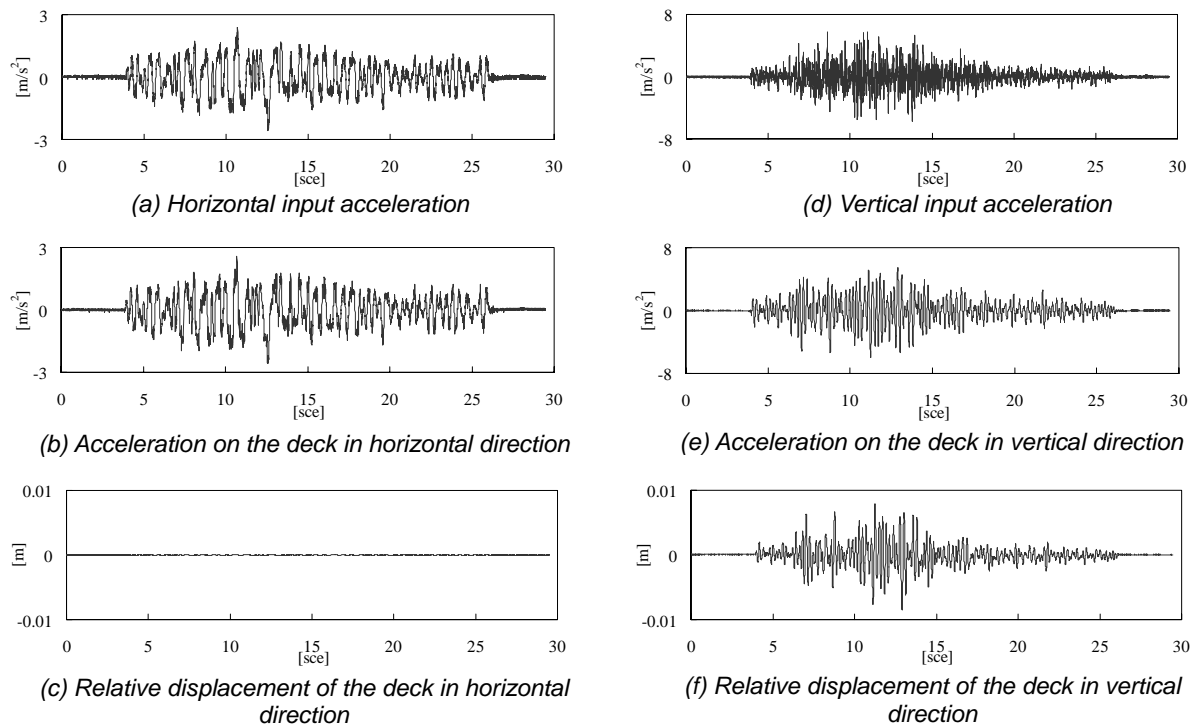 3
0
-3
[m/s²]
0 5 10 15 20 25 30
[sce]
(a) Horizontal input acceleration
8
0
-8
[m/s²]
0 5 10 15 20 25 30
[sce]
(d) Vertical input acceleration
3
0
-3
[m/s²]
0 5 10 15 20 25 30
[sce]
(b) Acceleration on the deck in horizontal direction
8
0
-8
[m/s²]
0 5 10 15 20 25 30
[sce]
(e) Acceleration on the deck in vertical direction
0.01
0
-0.01
[m]
0 5 10 15 20 25 30
[sce]
(c) Relative displacement of the deck in horizontal
direction
0.01
0
-0.01
[m]
0 5 10 15 20 25 30
[sce]
(f) Relative displacement of the deck in vertical
direction